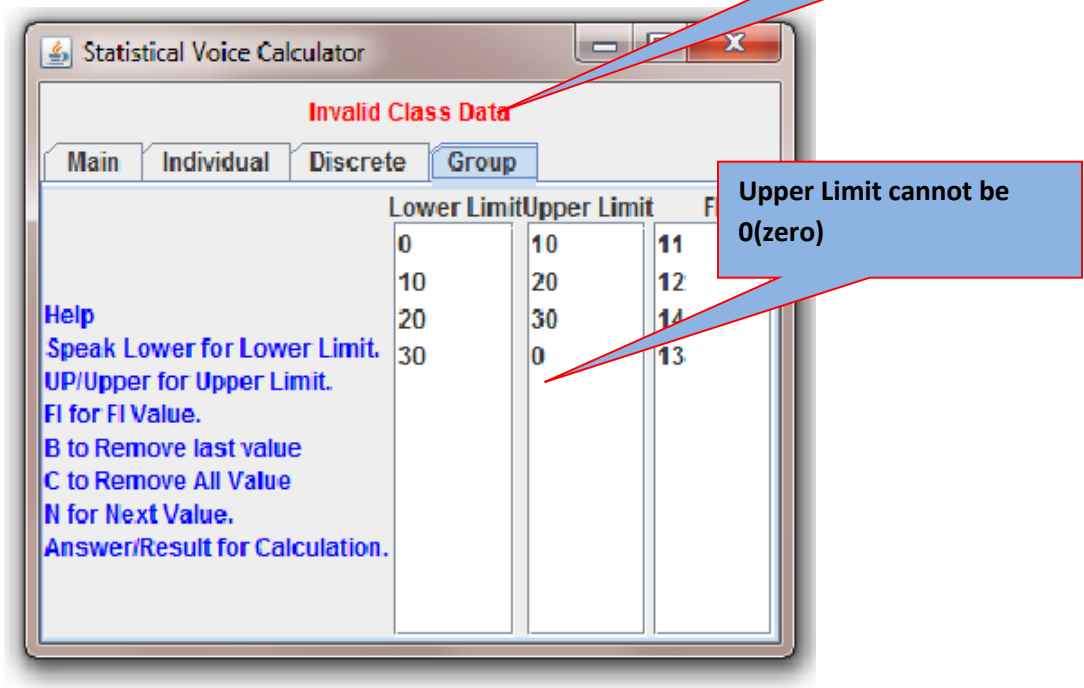 Statistical Voice Calculator
Invalid Class Data
Main Individual Discrete Group
Lower Limit Upper Limit
0 10 11
10 20 12
20 30 14
30 0 13
Help
Speak Lower for Lower Limit.
UP/Upper for Upper Limit.
FI for FI Value.
B to Remove last value
C to Remove All Value
N for Next Value.
Answer/Result for Calculation.
Upper Limit cannot be
0(zero)